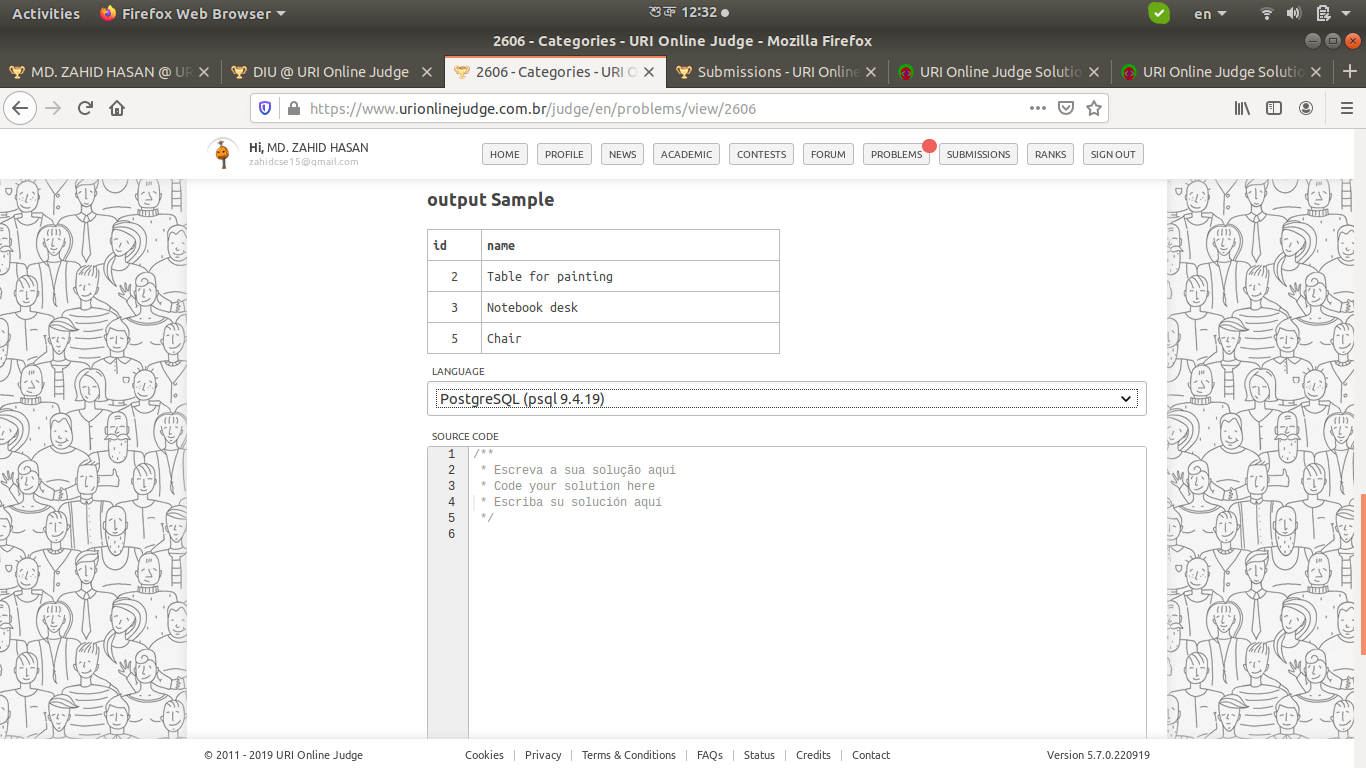 Activities Firefox Web Browser শুক্র 12:32 en
2606 - Categories - URI Online Judge - Mozilla Firefox
MD. ZAHID HASAN @ UR DIU @ URI Online Judge 2606 - Categories - URI O Submissions - URI Online URI Online Judge Solutio URI Online Judge Solutio
https://www.urionlinejudge.com.br/judge/en/problems/view/2606
Hi, MD. ZAHID HASAN
zahidcse15@gmail.com
HOME PROFILE NEWS ACADEMIC CONTESTS FORUM PROBLEMS SUBMISSIONS RANKS SIGN OUT
output Sample
id name
2 Table for painting
3 Notebook desk
5 Chair
LANGUAGE
PostgreSQL (psql 9.4.19)
SOURCE CODE
1 /**
2 * Escreva a sua solução aqui
3 * Code your solution here
4 * Escriba su solución aquí
5 */
6
© 2011 - 2019 URI Online Judge Cookies Privacy Terms & Conditions FAQs Status Credits Contact Version 5.7.0.220919